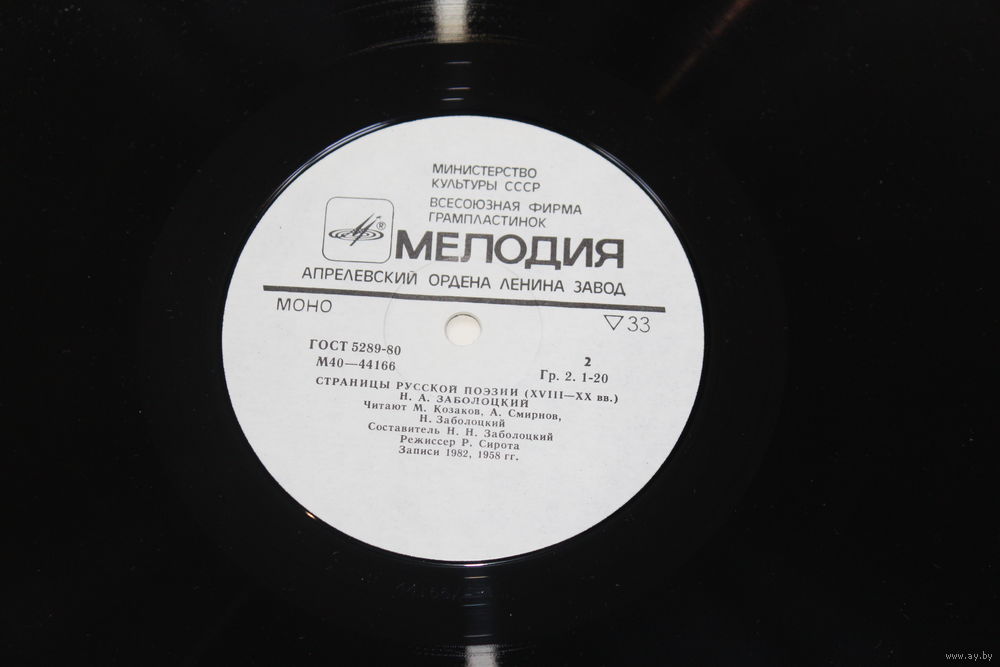 МИНИСТЕРСТВО
КУЛЬТУРЫ СССР
ВСЕСОЮЗНАЯ ФИРМА
ГРАМПЛАСТИНОК
®
МЕЛОДИЯ
АПРЕЛЕВСКИЙ ОРДЕНА ЛЕНИНА ЗАВОД
МОНО
▽33
ГОСТ 5289-80
М40—44166
2
Гр. 2. 1-20
СТРАНИЦЫ РУССКОЙ ПОЭЗИИ (XVIII—XX вв.)
Н. А. ЗАБОЛОЦКИЙ
Читают М. Козаков, А. Смирнов,
Н. Заболоцкий
Составитель Н. Н. Заболоцкий
Режиссер Р. Сирота
Записи 1982, 1958 гг.
www.ay.by